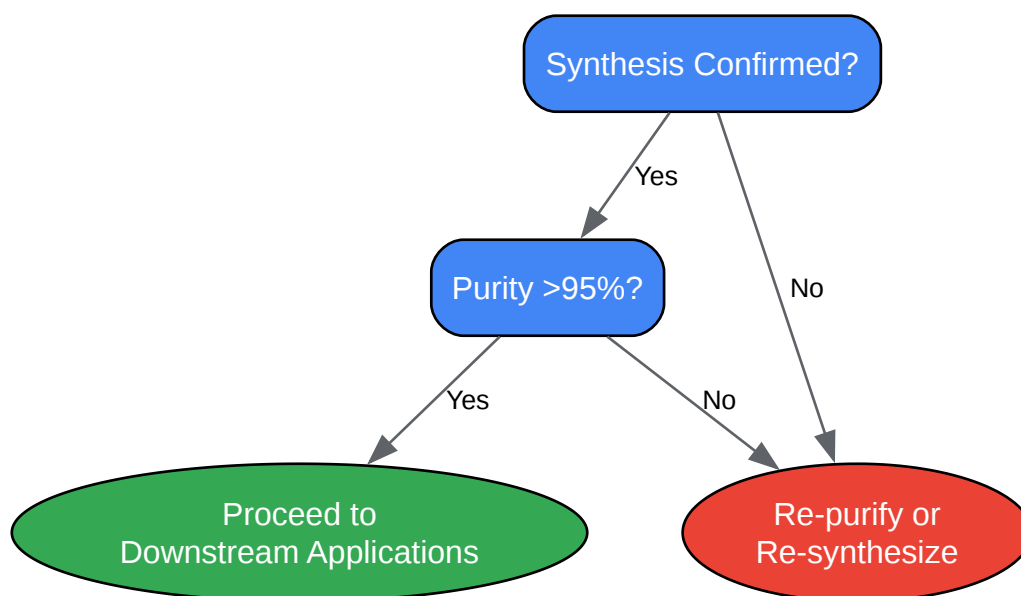 Synthesis Confirmed?
Yes
Purity >95%?
No
Yes
No
Proceed to
Downstream Applications
Re-purify or
Re-synthesize